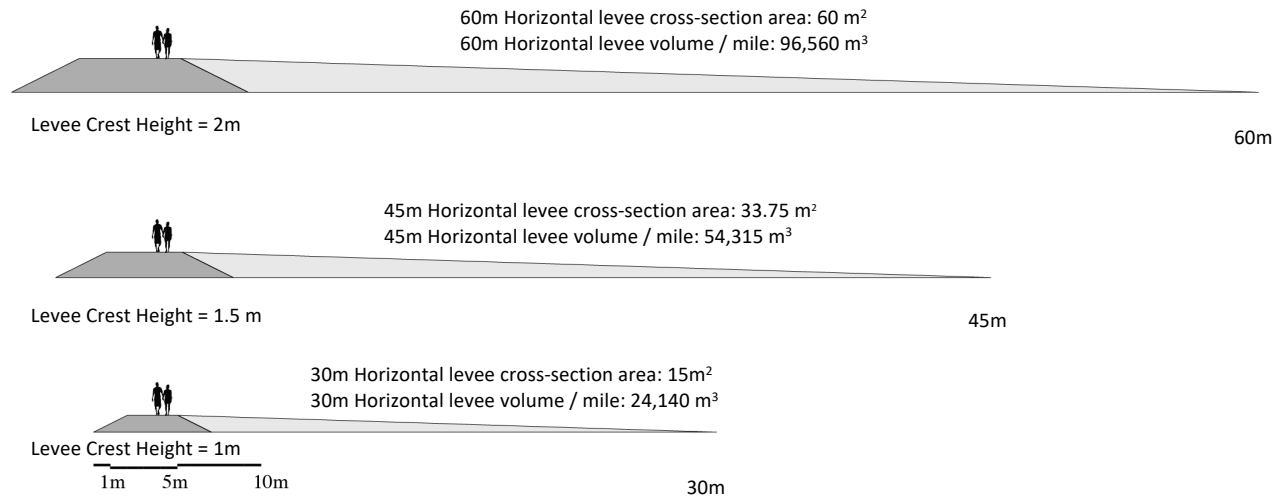 60m Horizontal levee cross-section area: 60 m²
60m Horizontal levee volume / mile: 96,560 m³
Levee Crest Height = 2m
60m
45m Horizontal levee cross-section area: 33.75 m²
45m Horizontal levee volume / mile: 54,315 m³
Levee Crest Height = 1.5 m
45m
30m Horizontal levee cross-section area: 15m²
30m Horizontal levee volume / mile: 24,140 m³
Levee Crest Height = 1m
1m 5m 10m
30m